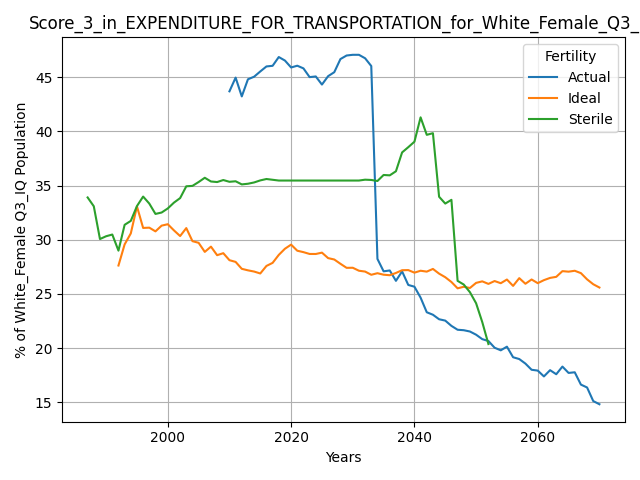 Score_3_in_EXPENDITURE_FOR_TRANSPORTATION_for_White_Female_Q3_
% of White_Female Q3_IQ Population
45
40
35
30
25
20
15
2000
2020
2040
2060
Years
Fertility
Actual
Ideal
Sterile